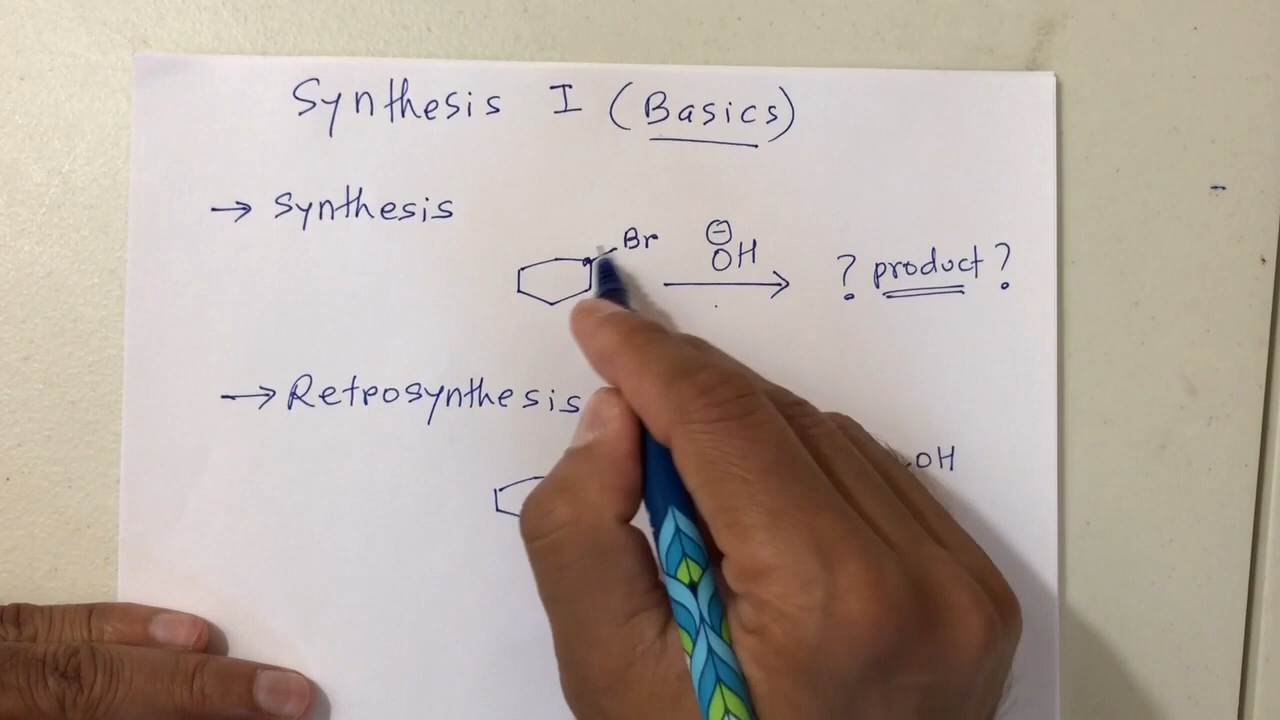 Synthesis I (Basics)
→ Synthesis
Br ⊖OH → ? product ?
→ Retrosynthesis
OH